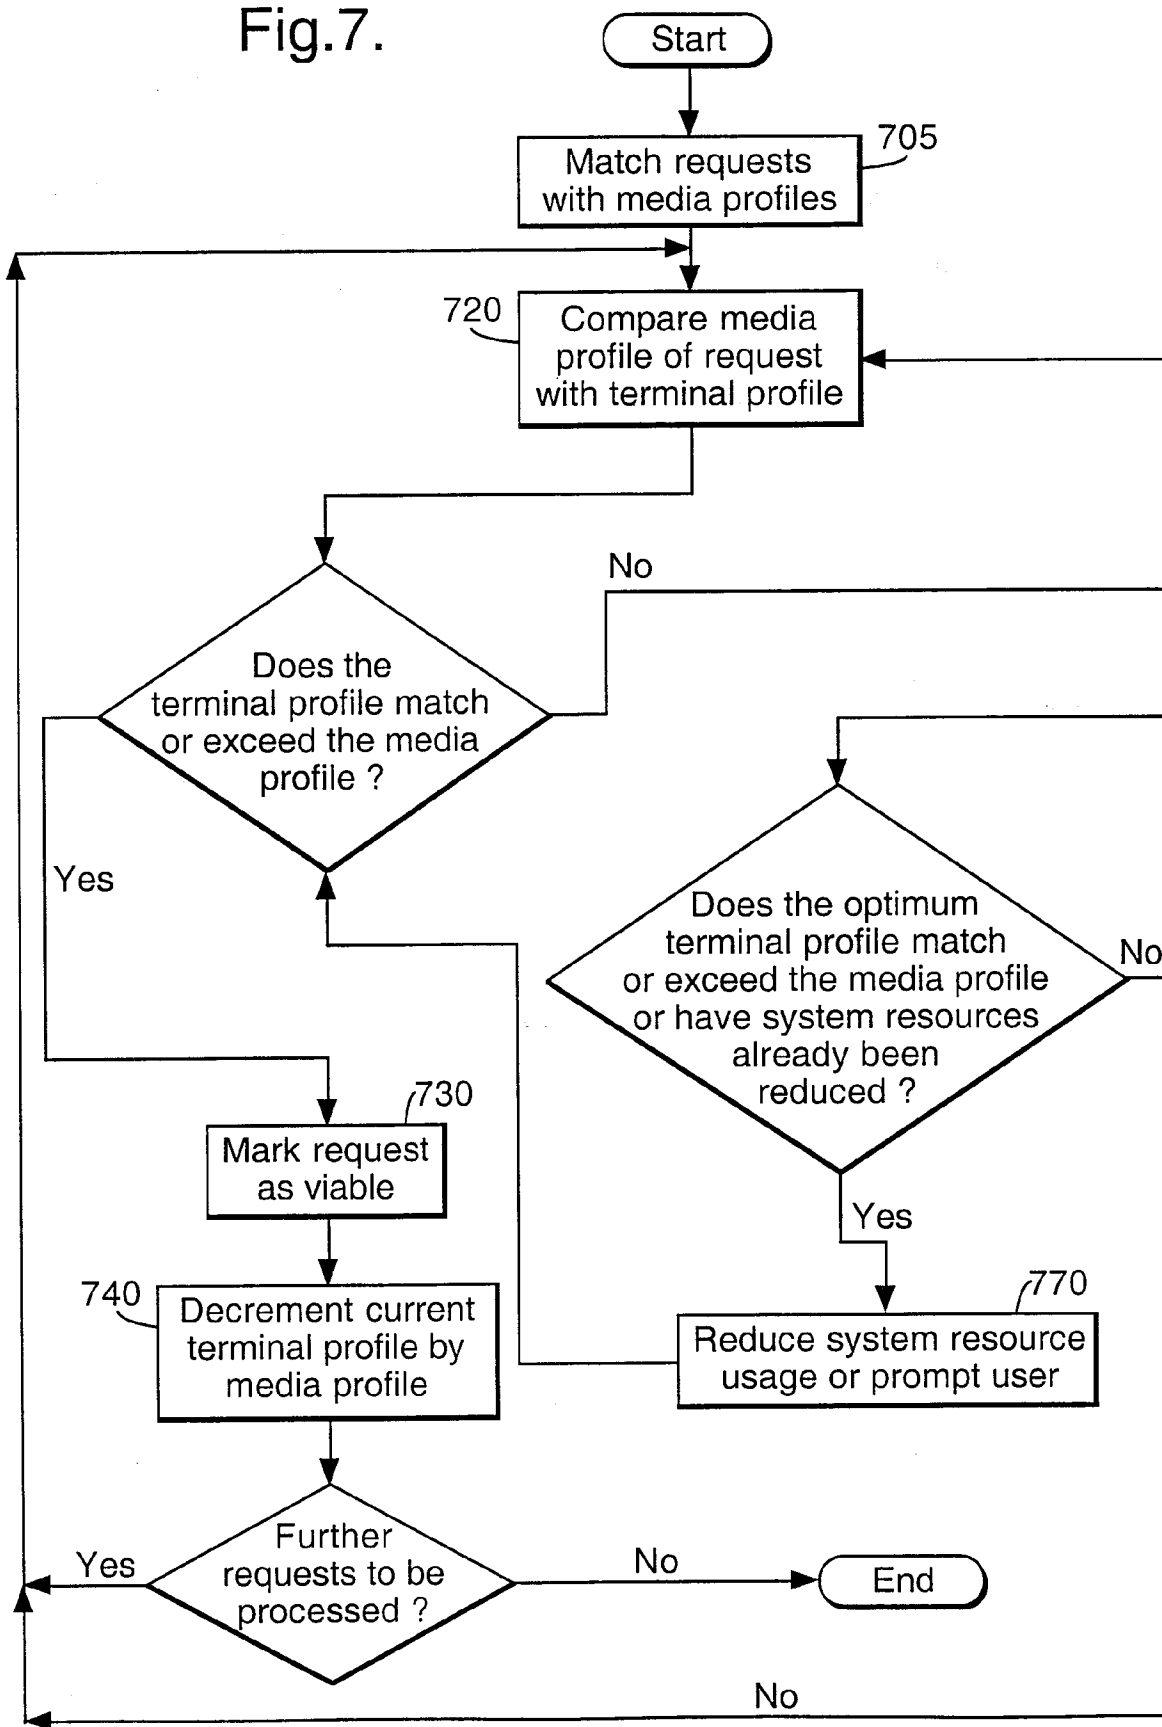 Fig.7.
Start
705
Match requests
with media profiles
720
Compare media
profile of request
with terminal profile
No
Does the
terminal profile match
or exceed the media
profile ?
Yes
Does the optimum
terminal profile match
or exceed the media profile
or have system resources
already been
reduced ?
No
730
Mark request
as viable
Yes
740
Decrement current
terminal profile by
media profile
770
Reduce system resource
usage or prompt user
Further
requests to be
processed ?
Yes
No
End
No